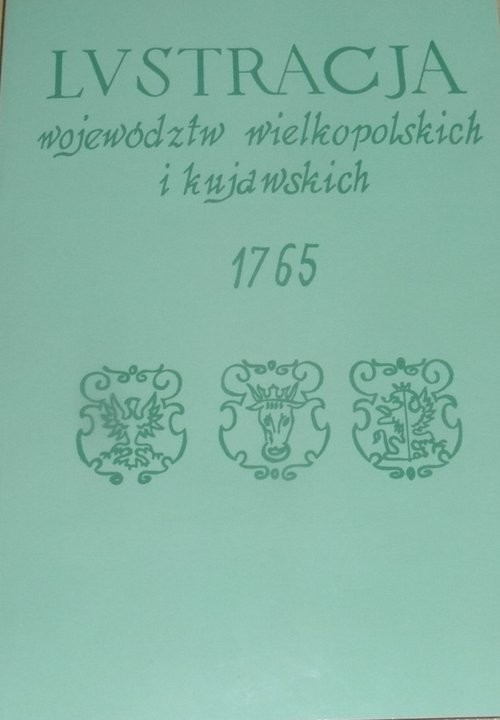 LVSTRACJA
województw wielkopolskich
i kujawskich
1765